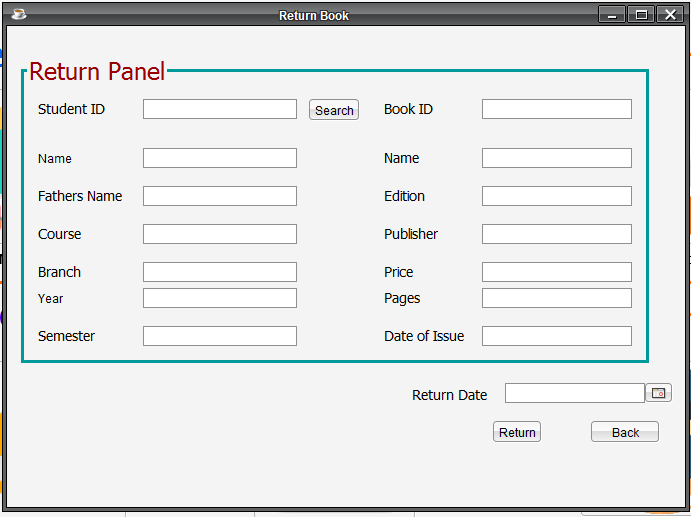 Return Book
Return Panel
Student ID Search Book ID
Name Name
Fathers Name Edition
Course Publisher
Branch Price
Year Pages
Semester Date of Issue
Return Date
Return Back